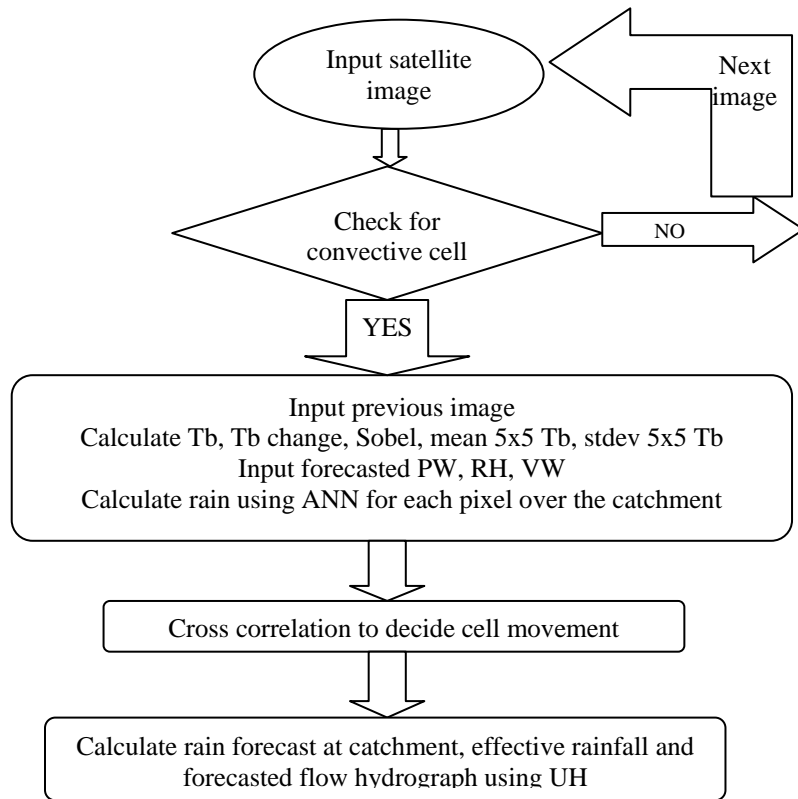 Input satellite
image
Next
image
Check for
convective cell
NO
YES
Input previous image
Calculate Tb, Tb change, Sobel, mean 5x5 Tb, stdev 5x5 Tb
Input forecasted PW, RH, VW
Calculate rain using ANN for each pixel over the catchment
Cross correlation to decide cell movement
Calculate rain forecast at catchment, effective rainfall and
forecasted flow hydrograph using UH